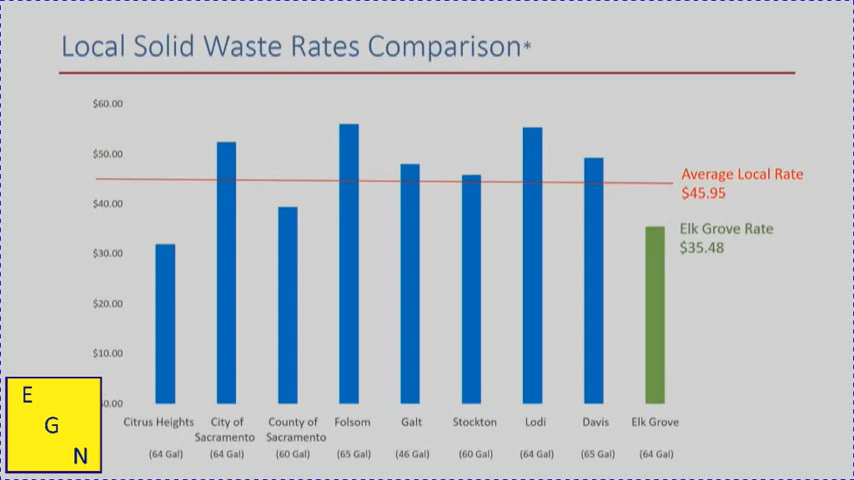 Local Solid Waste Rates Comparison*
$60.00
$50.00
$40.00
$30.00
$20.00
$10.00
0.00
Average Local Rate
$45.95
Elk Grove Rate
$35.48
Citrus Heights
(64 Gal)
City of
Sacramento
(64 Gal)
County of
Sacramento
(60 Gal)
Folsom
(65 Gal)
Galt
(46 Gal)
Stockton
(60 Gal)
Lodi
(64 Gal)
Davis
(65 Gal)
Elk Grove
(64 Gal)
E
G
N